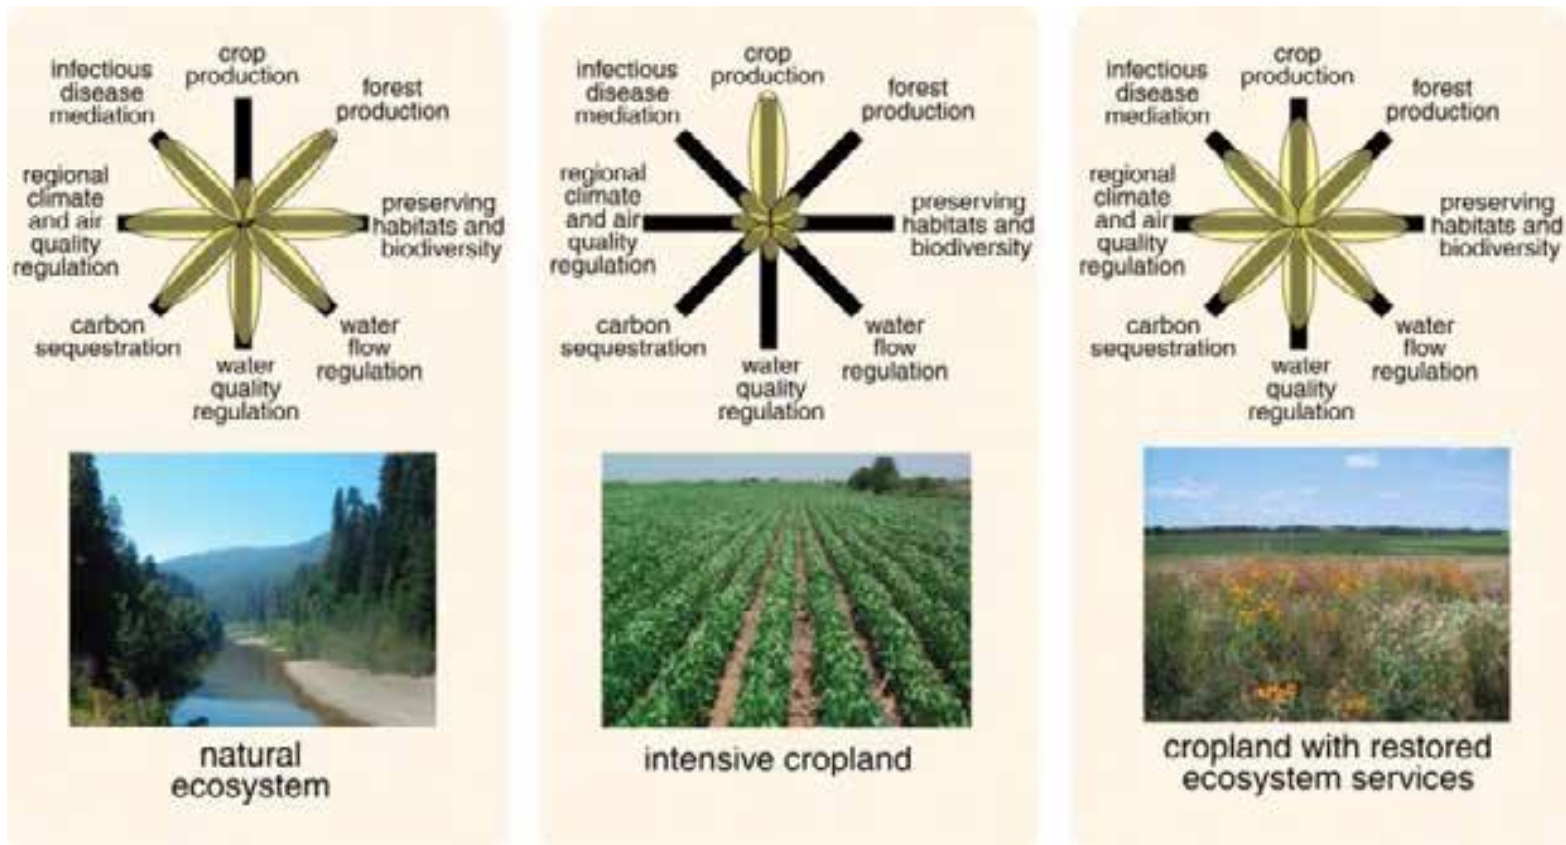 crop
production
forest
production
preserving
habitats and
biodiversity
water
flow
regulation
water
quality
regulation
carbon
sequestration
regional
climate
and air
quality
regulation
infectious
disease
mediation
natural
ecosystem
crop
production
forest
production
preserving
habitats and
biodiversity
water
flow
regulation
water
quality
regulation
carbon
sequestration
regional
climate
and air
quality
regulation
infectious
disease
mediation
intensive cropland
crop
production
forest
production
preserving
habitats and
biodiversity
water
flow
regulation
water
quality
regulation
carbon
sequestration
regional
climate
and air
quality
regulation
infectious
disease
mediation
cropland with restored
ecosystem services